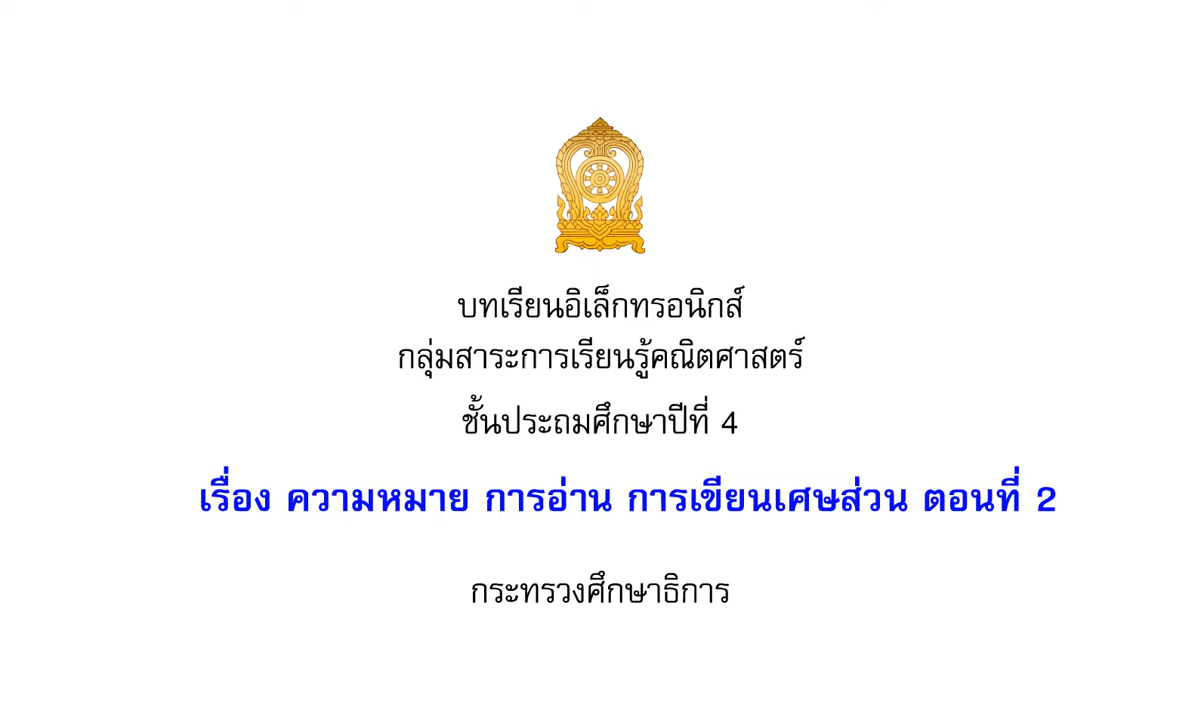 บทเรียนอิเล็กทรอนิกส์
กลุ่มสาระการเรียนรู้คณิตศาสตร์
ชั้นประถมศึกษาปีที่ 4
เรื่อง ความหมาย การอ่าน การเขียนเศษส่วน ตอนที่ 2
กระทรวงศึกษาธิการ